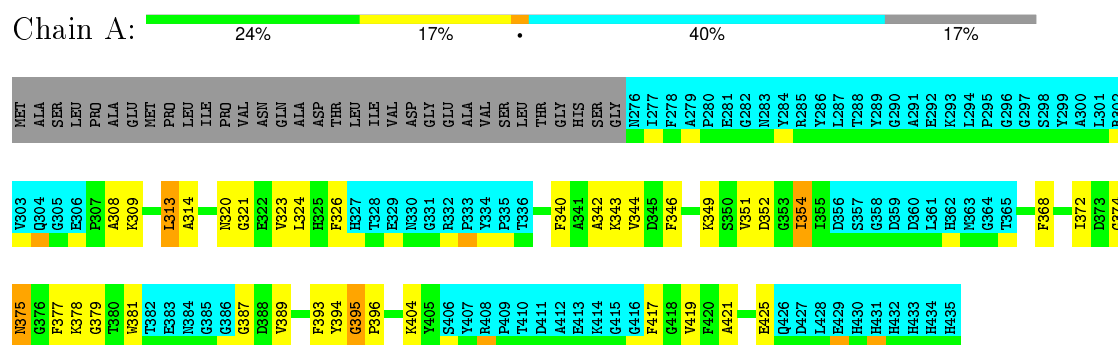 Chain A:
24% 17% • 40% 17%
MET ALA SER LEU PRO ALA GLU MET PRO LEU ILE PRO VAL ASN GLN ALA ASP THR LEU ILE VAL ASP GLY GLU ALA VAL SER LEU THR GLY HIS SER GLY N276 I277 F278 A279 P280 E281 G282 N283 Y284 R285 Y286 L287 T288 Y289 G290 A291 E292 K293 L294 P295 G296 G297 S298 Y299 A300 L301 R302
V303 Q304 G305 E306 P307 A308 K309 L313 A314 N320 G321 E322 V323 L324 H325 F326 H327 T328 E329 N330 G331 R332 P333 Y334 P335 T336 F340 A341 A342 K343 V344 D345 F346 K349 S350 V351 D352 G353 I354 I355 D356 S357 G358 D359 D360 L361 H362 M363 G364 T365 F368 I372 D373 G374
N375 G376 F377 K378 G379 T380 W381 T382 E383 N384 G385 G386 G387 D388 V389 F393 Y394 G395 P396 K404 Y405 S406 Y407 R408 P409 T410 D411 A412 E413 K414 G415 G416 F417 G418 V419 F420 A421 E425 Q426 D427 L428 E429 H430 H431 H432 H433 H434 H435